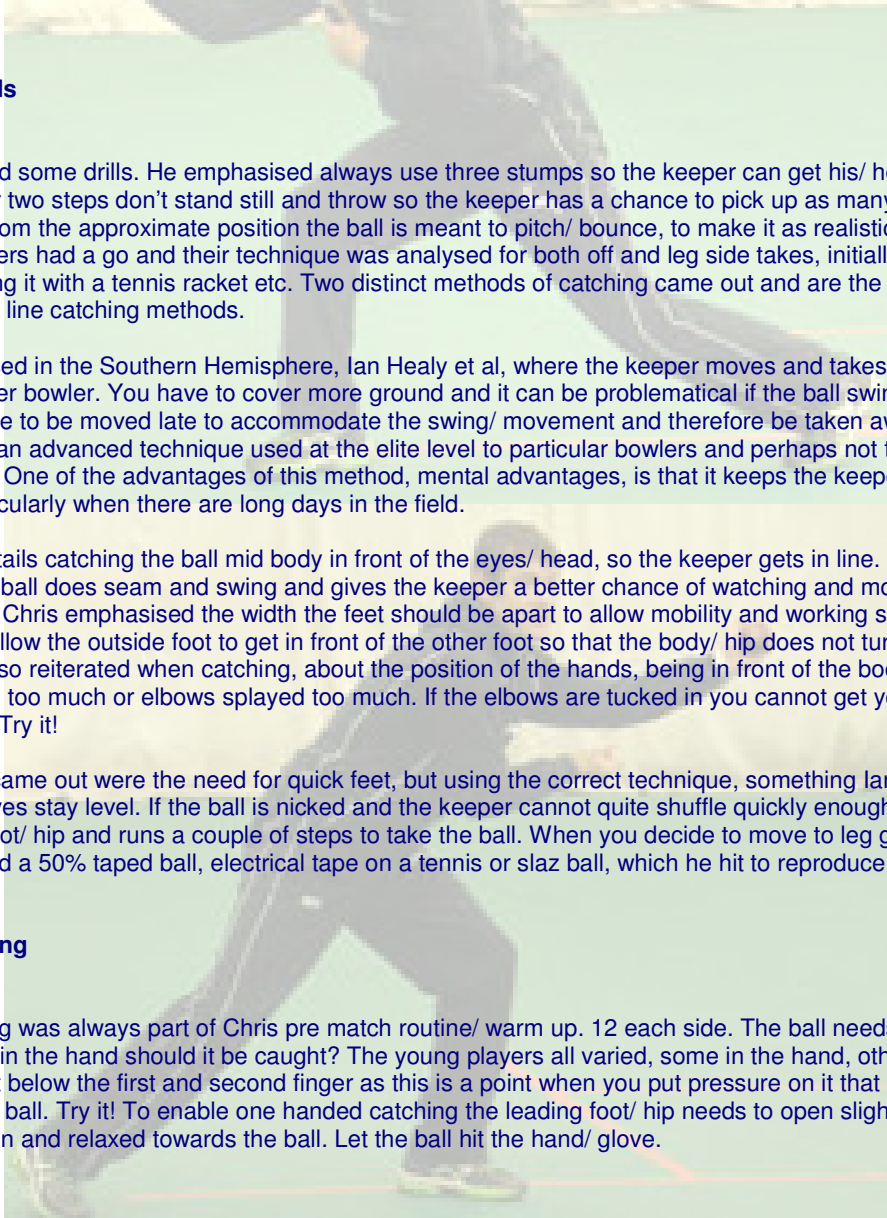 ls
d some drills. He emphasised always use three stumps so the keeper can get his/ he
r two steps don’t stand still and throw so the keeper has a chance to pick up as many
om the approximate position the ball is meant to pitch/ bounce, to make it as realistic
ers had a go and their technique was analysed for both off and leg side takes, initiall
ng it with a tennis racket etc. Two distinct methods of catching came out and are the
line catching methods.
ed in the Southern Hemisphere, Ian Healy et al, where the keeper moves and takes
er bowler. You have to cover more ground and it can be problematical if the ball swin
e to be moved late to accommodate the swing/ movement and therefore be taken aw
an advanced technique used at the elite level to particular bowlers and perhaps not t
One of the advantages of this method, mental advantages, is that it keeps the keepe
cularly when there are long days in the field.
tails catching the ball mid body in front of the eyes/ head, so the keeper gets in line.
ball does seam and swing and gives the keeper a better chance of watching and mo
Chris emphasised the width the feet should be apart to allow mobility and working s
llow the outside foot to get in front of the other foot so that the body/ hip does not tur
so reiterated when catching, about the position of the hands, being in front of the bod
too much or elbows splayed too much. If the elbows are tucked in you cannot get yo
Try it!
came out were the need for quick feet, but using the correct technique, something Ian
yes stay level. If the ball is nicked and the keeper cannot quite shuffle quickly enough
ot/ hip and runs a couple of steps to take the ball. When you decide to move to leg g
d a 50% taped ball, electrical tape on a tennis or slaz ball, which he hit to reproduce
ng
g was always part of Chris pre match routine/ warm up. 12 each side. The ball needs
in the hand should it be caught? The young players all varied, some in the hand, oth
t below the first and second finger as this is a point when you put pressure on it that
ball. Try it! To enable one handed catching the leading foot/ hip needs to open sligh
n and relaxed towards the ball. Let the ball hit the hand/ glove.